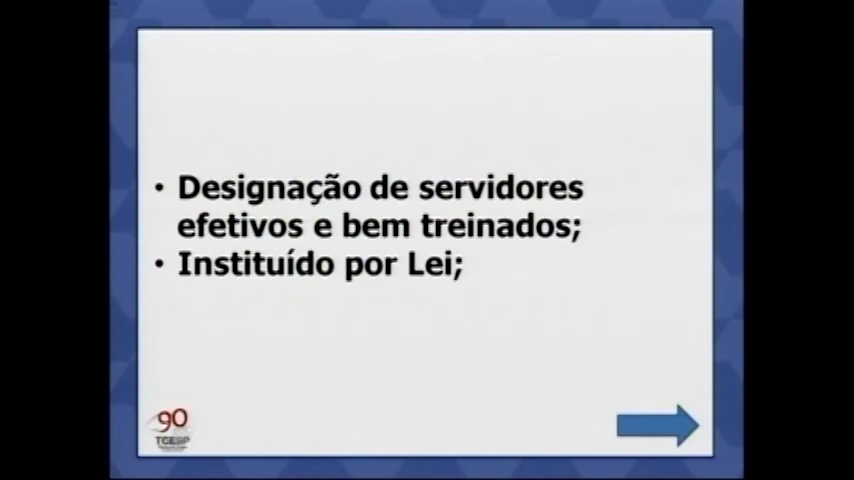 • Designação de servidores
efetivos e bem treinados;
• Instituído por Lei;
90
TCESP